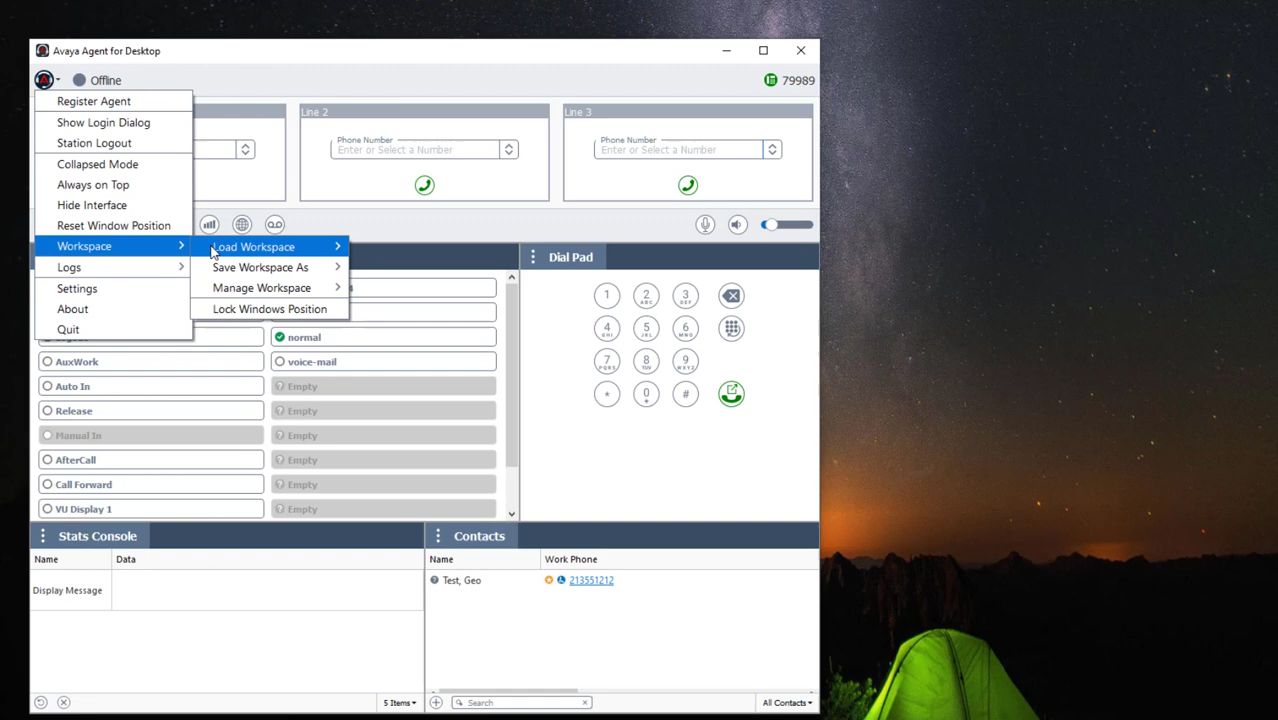 Avaya Agent for Desktop
Offline
79989
Register Agent
Show Login Dialog
Station Logout
Collapsed Mode
Always on Top
Hide Interface
Reset Window Position
Workspace
Logs
Settings
About
Quit
Load Workspace
Save Workspace As
Manage Workspace
Lock Windows Position
Line 2
Phone Number
Enter or Select a Number
Line 3
Phone Number
Enter or Select a Number
4
normal
AuxWork
voice-mail
Auto In
Empty
Release
Empty
Manual In
Empty
AfterCall
Empty
Call Forward
Empty
VU Display 1
Empty
Dial Pad
1 2 ABC 3 DEF
4 GHI 5 JKL 6 MNO
7 PQRS 8 TUV 9 WXYZ
* 0 + #
Stats Console
Name Data
Display Message
5 Items
Contacts
Name Work Phone
Test, Geo 213551212
Search
All Contacts